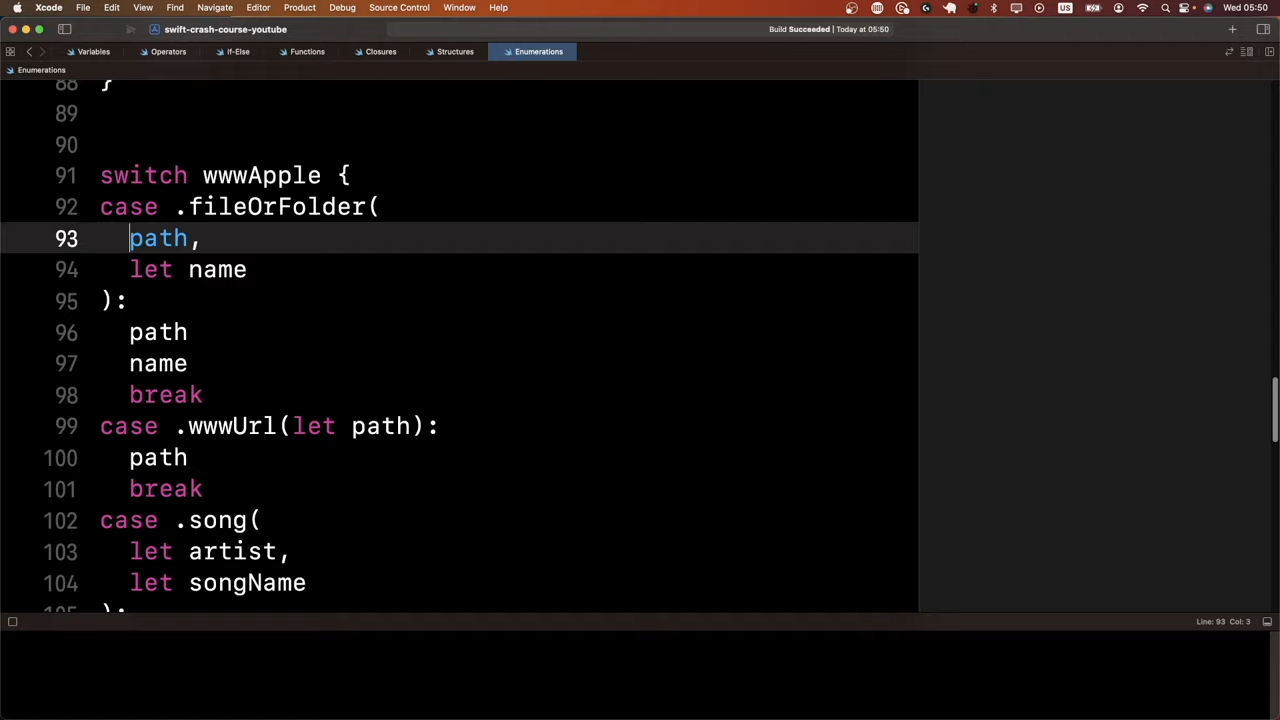 Xcode File Edit View Find Navigate Editor Product Debug Source Control Window Help US Wed 05:50
swift-crash-course-youtube Build Succeeded | Today at 05:50
Variables Operators If-Else Functions Closures Structures Enumerations
Enumerations
88 }
89
90
91 switch wwwApple {
92 case .fileOrFolder(
93 path,
94 let name
95 ):
96 path
97 name
98 break
99 case .wwwUrl(let path):
100 path
101 break
102 case .song(
103 let artist,
104 let songName
105 ):
Line: 93 Col: 3